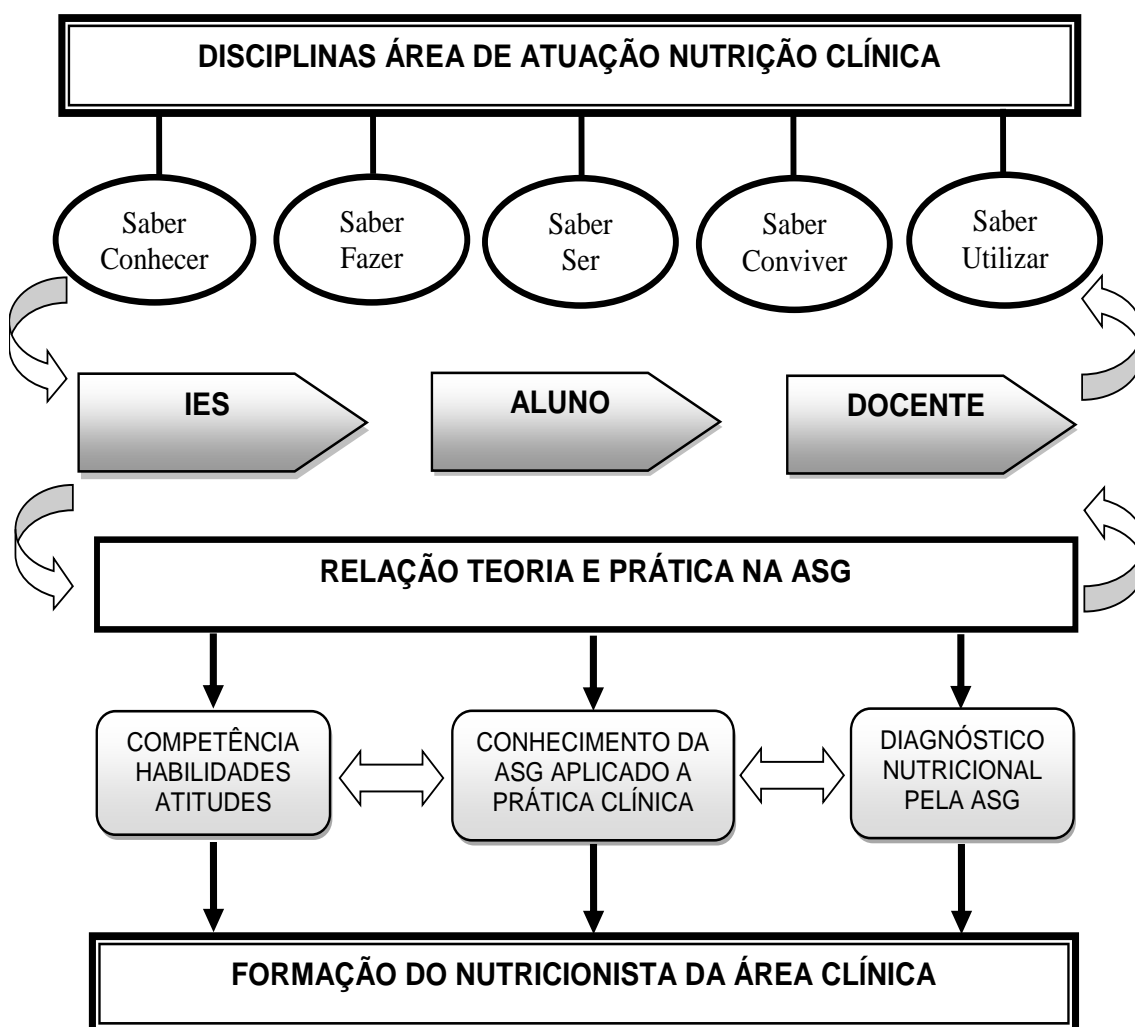 DISCIPLINAS ÁREA DE ATUAÇÃO NUTRIÇÃO CLÍNICA
Saber
Conhecer
Saber
Fazer
Saber
Ser
Saber
Conviver
Saber
Utilizar
IES
ALUNO
DOCENTE
RELAÇÃO TEORIA E PRÁTICA NA ASG
COMPETÊNCIA
HABILIDADES
ATITUDES
CONHECIMENTO DA
ASG APLICADO A
PRÁTICA CLÍNICA
DIAGNÓSTICO
NUTRICIONAL
PELA ASG
FORMAÇÃO DO NUTRICIONISTA DA ÁREA CLÍNICA